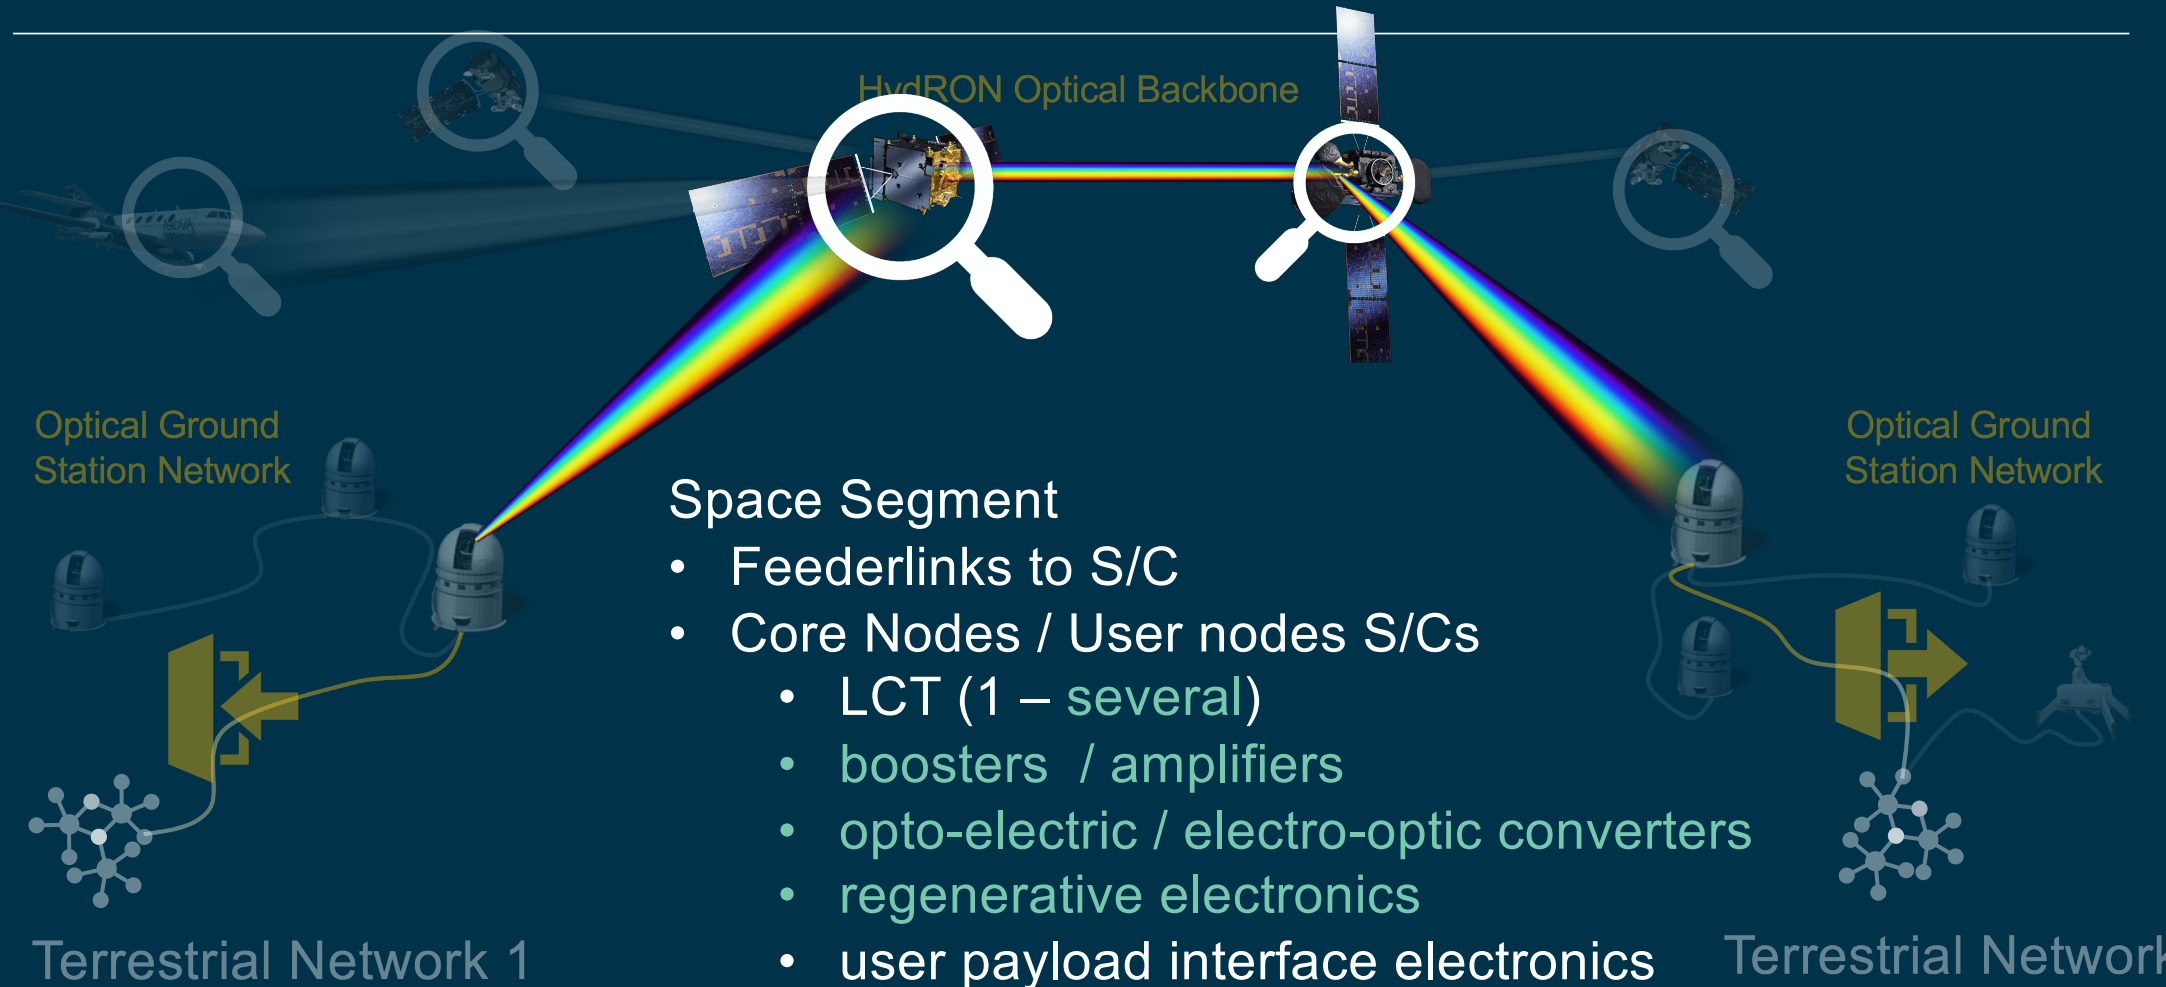 HydRON Optical Backbone
Optical Ground
Station Network
Optical Ground
Station Network
Space Segment
• Feederlinks to S/C
• Core Nodes / User nodes S/Cs
• LCT (1 – several)
• boosters / amplifiers
• opto-electric / electro-optic converters
• regenerative electronics
• user payload interface electronics
Terrestrial Network 1
Terrestrial Network